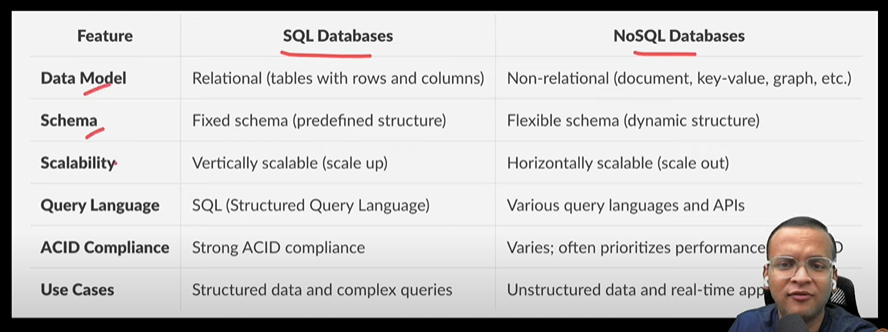 Feature SQL Databases NoSQL Databases
Data Model Relational (tables with rows and columns) Non-relational (document, key-value, graph, etc.)
Schema Fixed schema (predefined structure) Flexible schema (dynamic structure)
Scalability Vertically scalable (scale up) Horizontally scalable (scale out)
Query Language SQL (Structured Query Language) Various query languages and APIs
ACID Compliance Strong ACID compliance Varies; often prioritizes performance
Use Cases Structured data and complex queries Unstructured data and real-time